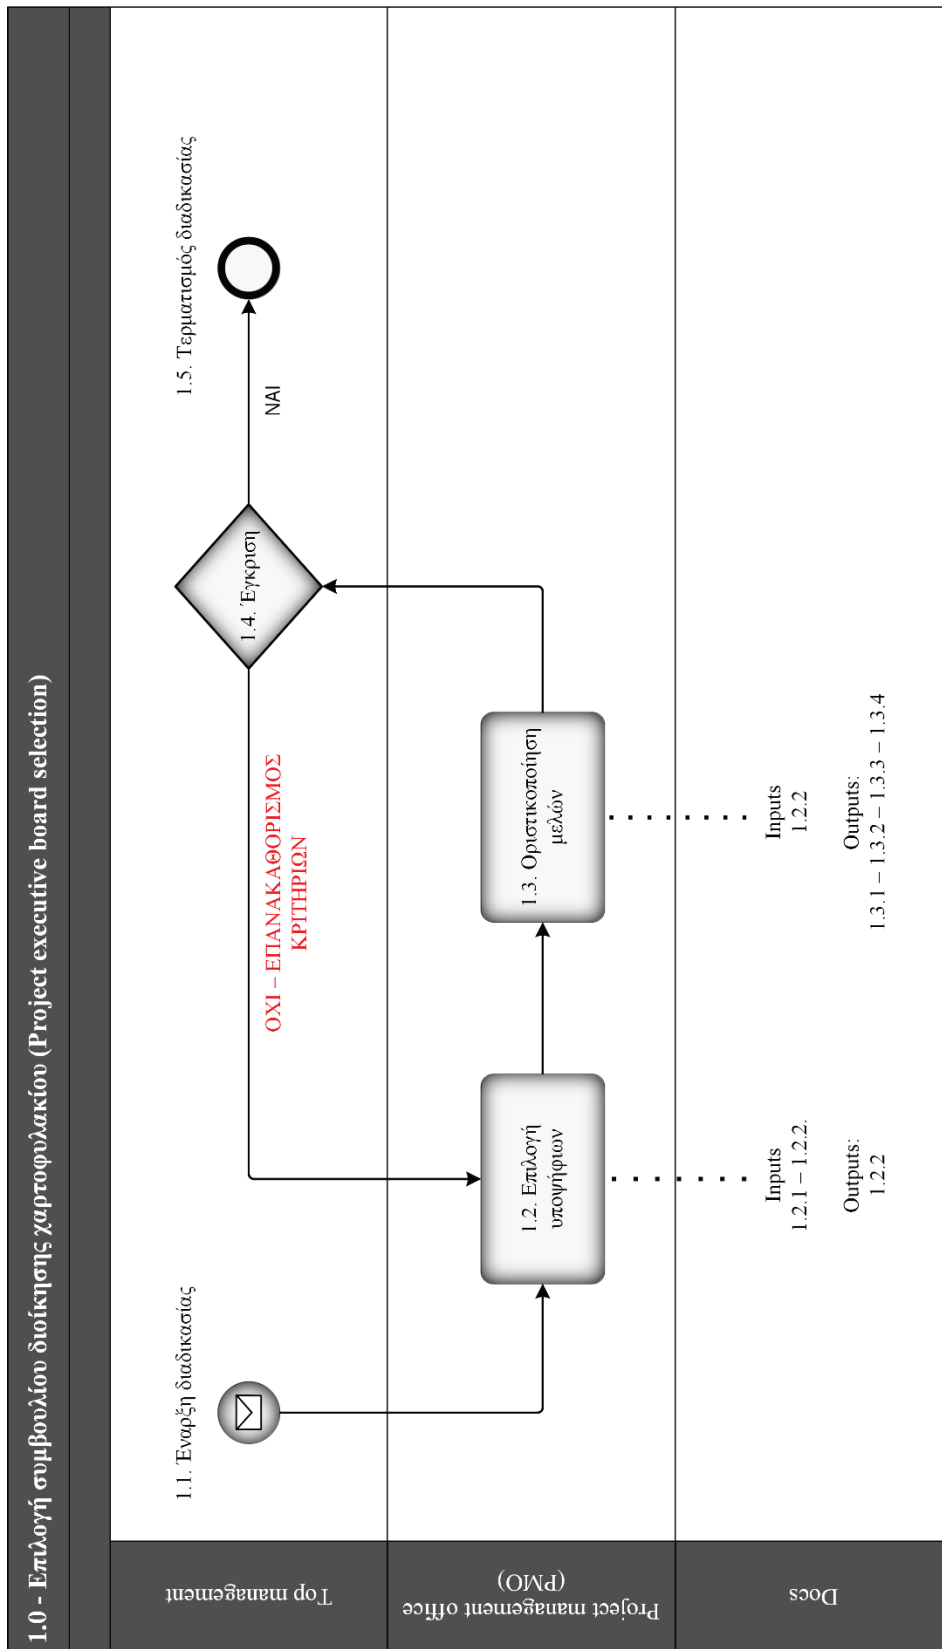 1.0 - Επιλογή συμβουλίου διοίκησης χαρτοφυλακίου (Project executive board selection)
Top management
1.1. Έναρξη διαδικασίας
ΟΧΙ – ΕΠΑΝΑΚΑΘΟΡΙΣΜΟΣ
ΚΡΙΤΗΡΙΩΝ
1.4. Έγκριση
ΝΑΙ
1.5. Τερματισμός διαδικασίας
Project management office
(PMO)
1.2. Επιλογή
υποψήφιων
1.3. Οριστικοποίηση
μελών
Docs
Inputs
1.2.1 – 1.2.2.
Outputs:
1.2.2
Inputs
1.2.2
Outputs:
1.3.1 – 1.3.2 – 1.3.3 – 1.3.4